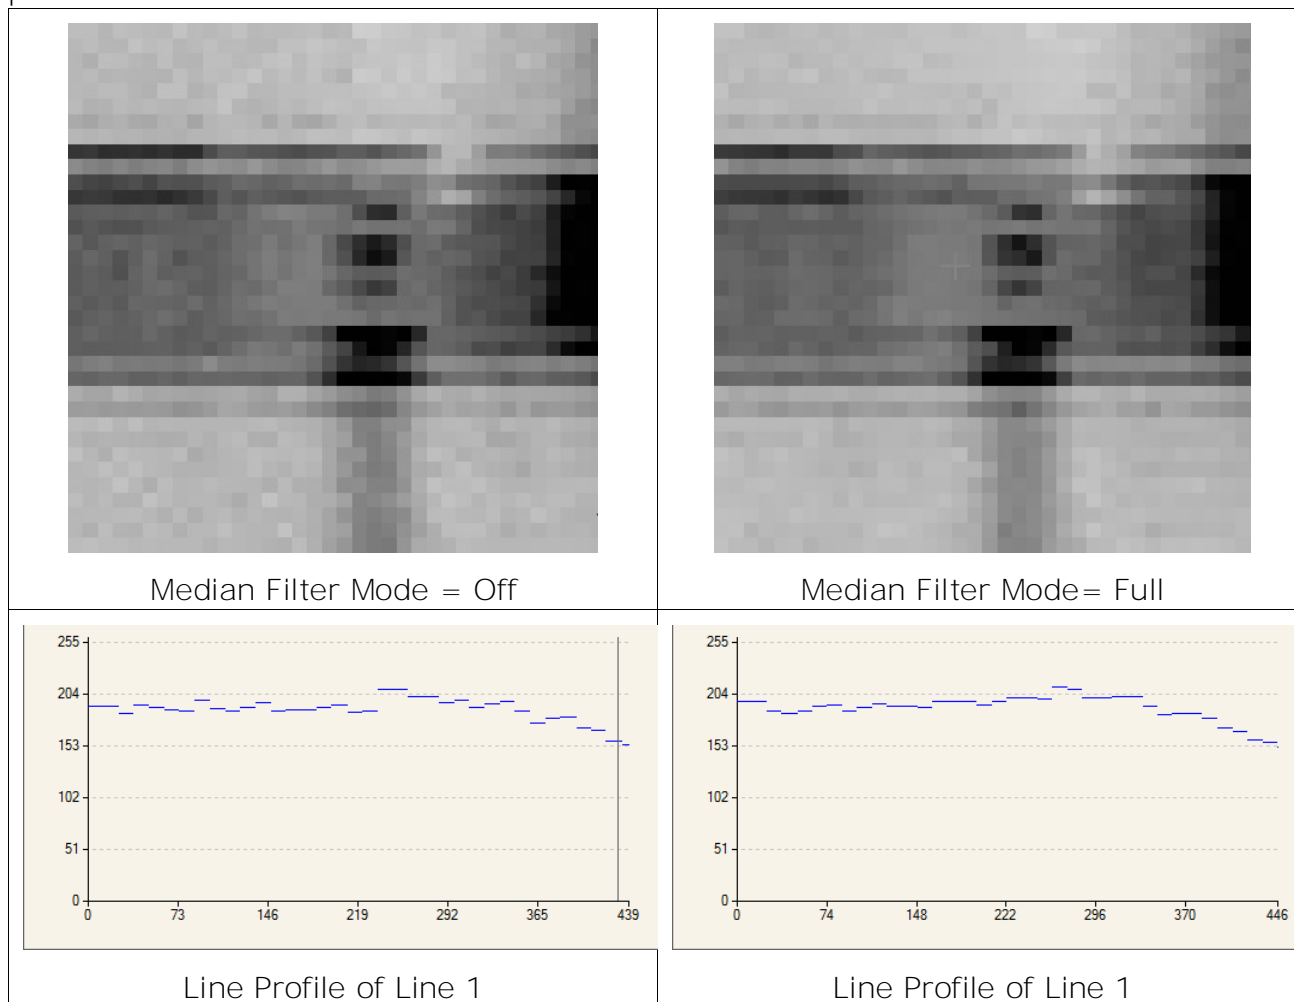 Median Filter Mode = Off
Median Filter Mode= Full
255
204
153
102
51
0
0 73 146 219 292 365 439
Line Profile of Line 1
255
204
153
102
51
0
0 74 148 222 296 370 446
Line Profile of Line 1